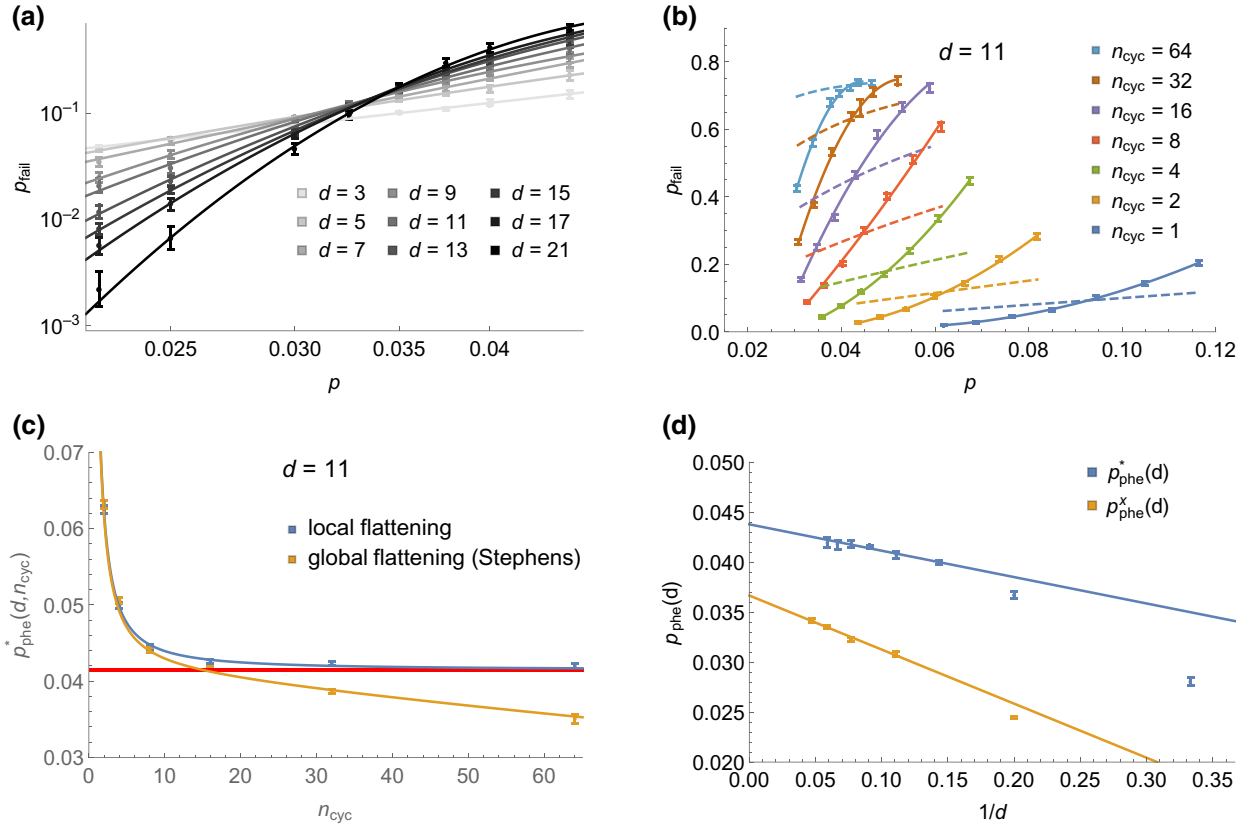 (a)
10⁻¹
10⁻²
10⁻³
p_fail
d = 3 d = 9 d = 15
d = 5 d = 11 d = 17
d = 7 d = 13 d = 21
0.025 0.030 0.035 0.04
p
(b)
d = 11
0.8
0.6
0.4
0.2
0.0
p_fail
n_cyc = 64
n_cyc = 32
n_cyc = 16
n_cyc = 8
n_cyc = 4
n_cyc = 2
n_cyc = 1
0.02 0.04 0.06 0.08 0.10 0.12
p
(c)
0.07
0.06
0.05
0.04
0.03
p*_phe(d, n_cyc)
d = 11
local flattening
global flattening (Stephens)
0 10 20 30 40 50 60
n_cyc
(d)
0.050
0.045
0.040
0.035
0.030
0.025
0.020
p_phe(d)
p*_phe(d)
p^x_phe(d)
0.00 0.05 0.10 0.15 0.20 0.25 0.30 0.35
1/d